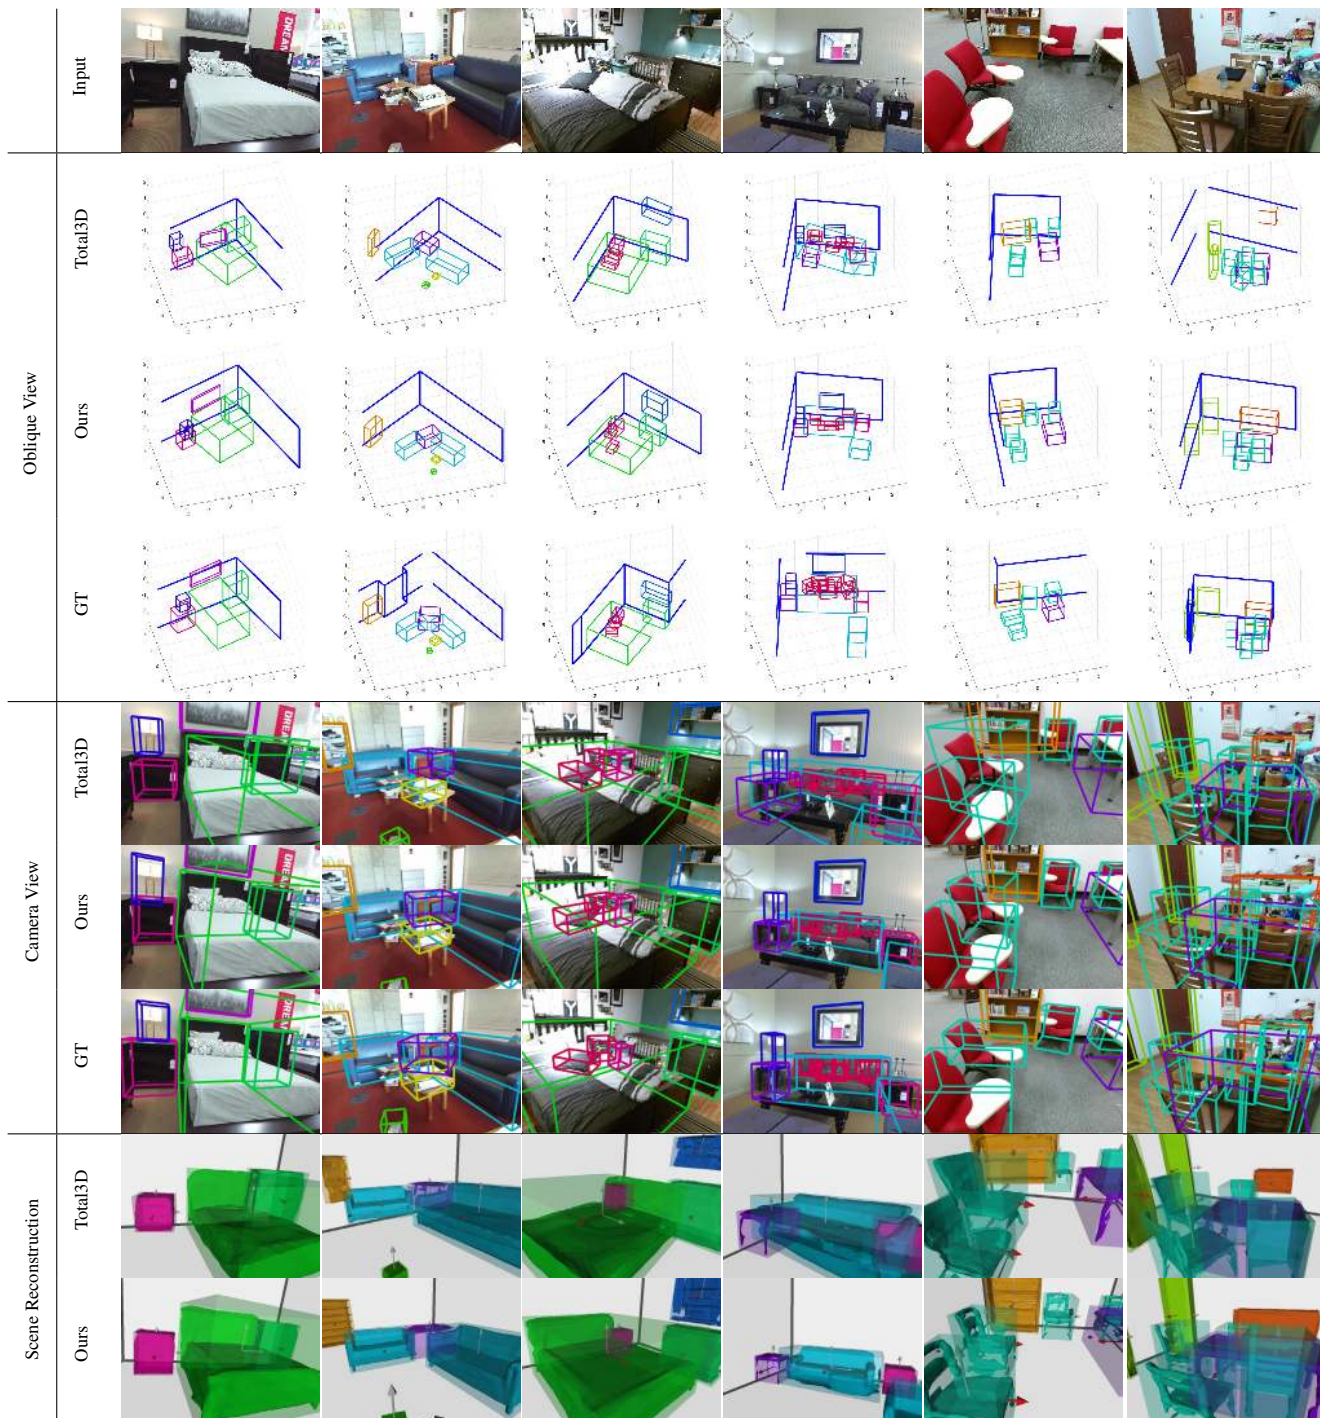 Input
Oblique View
Total3D
Ours
GT
Camera View
Total3D
Ours
GT
Scene Reconstruction
Total3D
Ours
DREAM